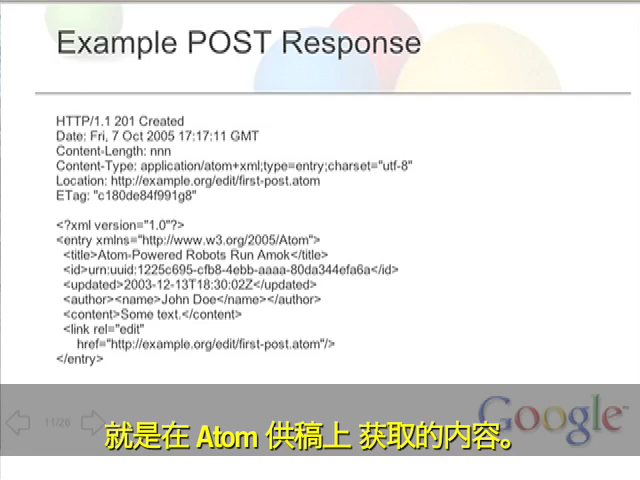 Example POST Response
HTTP/1.1 201 Created
Date: Fri, 7 Oct 2005 17:17:11 GMT
Content-Length: nnn
Content-Type: application/atom+xml;type=entry;charset="utf-8"
Location: http://example.org/edit/first-post.atom
ETag: "c180de84f991g8"
<?xml version="1.0"?>
<entry xmlns="http://www.w3.org/2005/Atom">
<title>Atom-Powered Robots Run Amok</title>
<id>urn:uuid:1225c695-cfb8-4ebb-aaaa-80da344efa6a</id>
<updated>2003-12-13T18:30:02Z</updated>
<author><name>John Doe</name></author>
<content>Some text.</content>
<link rel="edit"
href="http://example.org/edit/first-post.atom"/>
</entry>
11/26
Google™
就是在 Atom 供稿上 获取的内容。